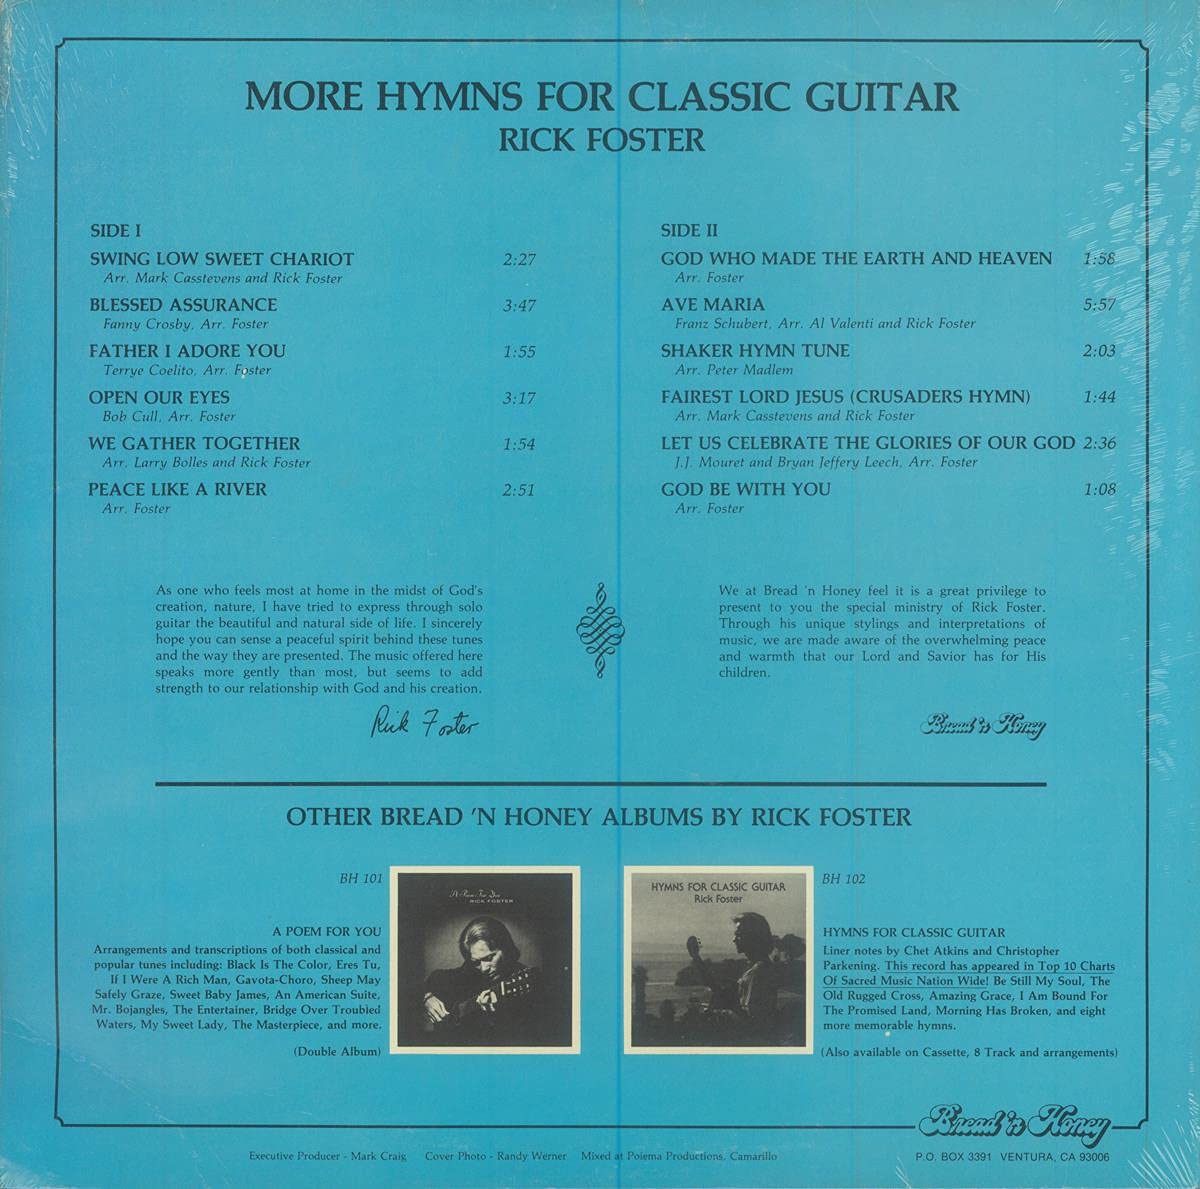 MORE HYMNS FOR CLASSIC GUITAR
RICK FOSTER
SIDE I
SWING LOW SWEET CHARIOT 2:27
Arr. Mark Casstevens and Rick Foster
BLESSED ASSURANCE 3:47
Fanny Crosby, Arr. Foster
FATHER I ADORE YOU 1:55
Terrye Coelito, Arr. Foster
OPEN OUR EYES 3:17
Bob Cull, Arr. Foster
WE GATHER TOGETHER 1:54
Arr. Larry Bolles and Rick Foster
PEACE LIKE A RIVER 2:51
Arr. Foster
SIDE II
GOD WHO MADE THE EARTH AND HEAVEN 1:58
Arr. Foster
AVE MARIA 5:57
Franz Schubert, Arr. Al Valenti and Rick Foster
SHAKER HYMN TUNE 2:03
Arr. Peter Madlem
FAIREST LORD JESUS (CRUSADERS HYMN) 1:44
Arr. Mark Casstevens and Rick Foster
LET US CELEBRATE THE GLORIES OF OUR GOD 2:36
J.J. Mouret and Bryan Jeffery Leech, Arr. Foster
GOD BE WITH YOU 1:08
Arr. Foster
As one who feels most at home in the midst of God's
creation, nature, I have tried to express through solo
guitar the beautiful and natural side of life. I sincerely
hope you can sense a peaceful spirit behind these tunes
and the way they are presented. The music offered here
speaks more gently than most, but seems to add
strength to our relationship with God and his creation.
Rick Foster
We at Bread 'n Honey feel it is a great privilege to
present to you the special ministry of Rick Foster.
Through his unique stylings and interpretations of
music, we are made aware of the overwhelming peace
and warmth that our Lord and Savior has for His
children.
Bread 'n Honey
OTHER BREAD 'N HONEY ALBUMS BY RICK FOSTER
BH 101
A POEM FOR YOU
Arrangements and transcriptions of both classical and
popular tunes including: Black Is The Color, Eres Tu,
If I Were A Rich Man, Gavota-Choro, Sheep May
Safely Graze, Sweet Baby James, An American Suite,
Mr. Bojangles, The Entertainer, Bridge Over Troubled
Waters, My Sweet Lady, The Masterpiece, and more.
(Double Album)
A Poem For You
RICK FOSTER
HYMNS FOR CLASSIC GUITAR
Rick Foster
BH 102
HYMNS FOR CLASSIC GUITAR
Liner notes by Chet Atkins and Christopher
Parkening. This record has appeared in Top 10 Charts
Of Sacred Music Nation Wide! Be Still My Soul, The
Old Rugged Cross, Amazing Grace, I Am Bound For
The Promised Land, Morning Has Broken, and eight
more memorable hymns.
(Also available on Cassette, 8 Track and arrangements)
Bread 'n Honey
Executive Producer - Mark Craig Cover Photo - Randy Werner Mixed at Poiema Productions, Camarillo
P.O. BOX 3391 VENTURA, CA 93006